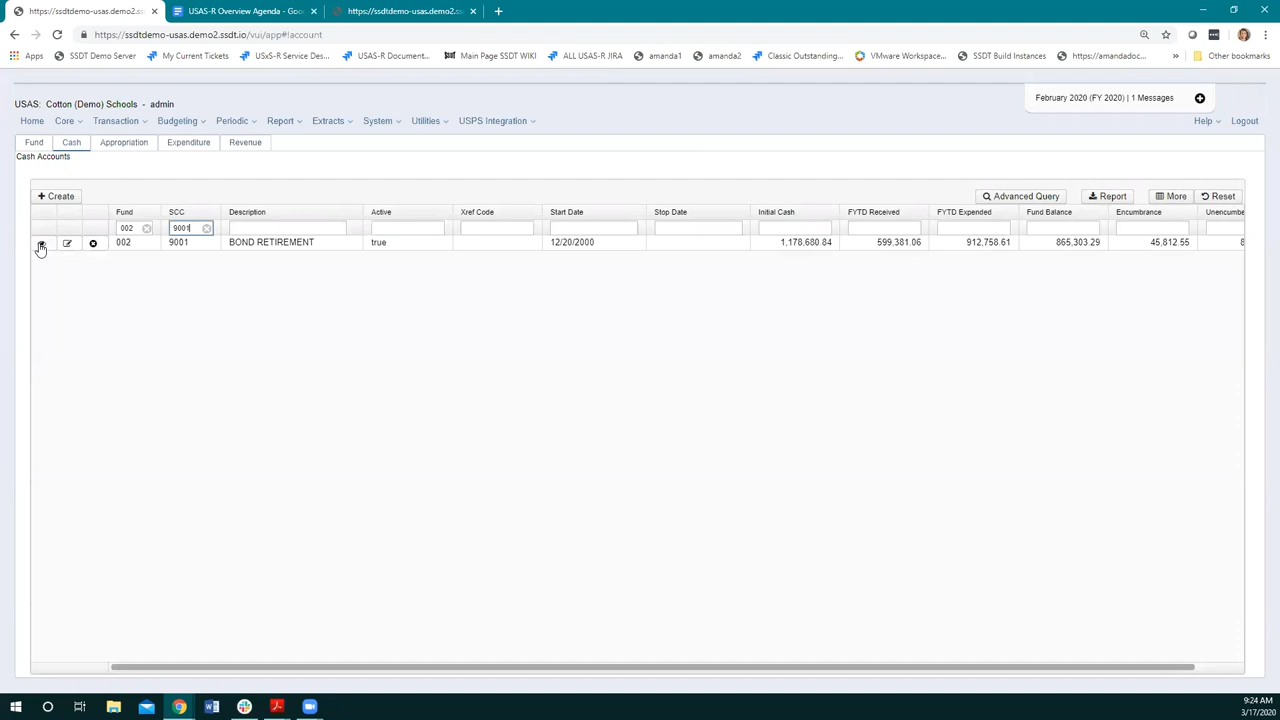 https://ssdtdemo-usas.demo2.ssdt.io
USAS-R Overview Agenda - Goo
https://ssdtdemo-usas.demo2.ss
https://ssdtdemo-usas.demo2.ssdt.io/vui/app#!account
Apps SSDT Demo Server My Current Tickets USxS-R Service Des... USAS-R Document... Main Page SSDT WIKI ALL USAS-R JIRA amanda1 amanda2 Classic Outstanding... VMware Workspace... SSDT Build Instances https://amandadoc... » Other bookmarks
February 2020 (FY 2020) | 1 Messages
USAS: Cotton (Demo) Schools - admin
Home Core Transaction Budgeting Periodic Report Extracts System Utilities USPS Integration Help Logout
Fund Cash Appropriation Expenditure Revenue
Cash Accounts
+ Create Advanced Query Report More Reset
Fund SCC Description Active Xref Code Start Date Stop Date Initial Cash FYTD Received FYTD Expended Fund Balance Encumbrance Unencumbe
002 9001
002 9001 BOND RETIREMENT true 12/20/2000 1,178,680.84 599,381.06 912,758.61 865,303.29 45,812.55 8
9:24 AM
3/17/2020